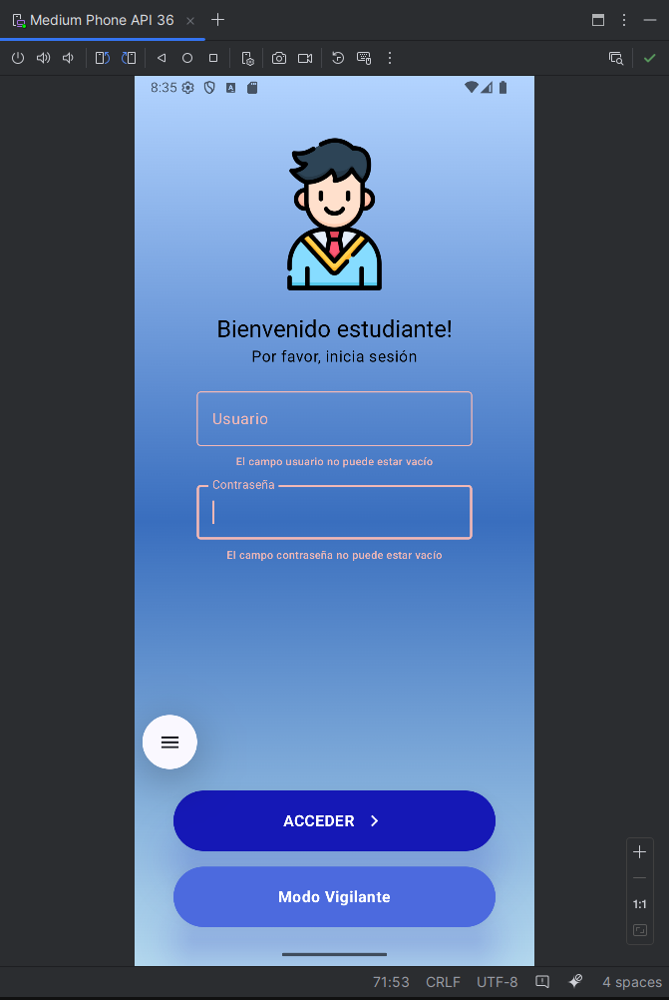 Medium Phone API 36
8:35
A
Bienvenido estudiante!
Por favor, inicia sesión
Usuario
El campo usuario no puede estar vacío
Contraseña
El campo contraseña no puede estar vacío
ACCEDER
Modo Vigilante
1:1
71:53 CRLF UTF-8 4 spaces